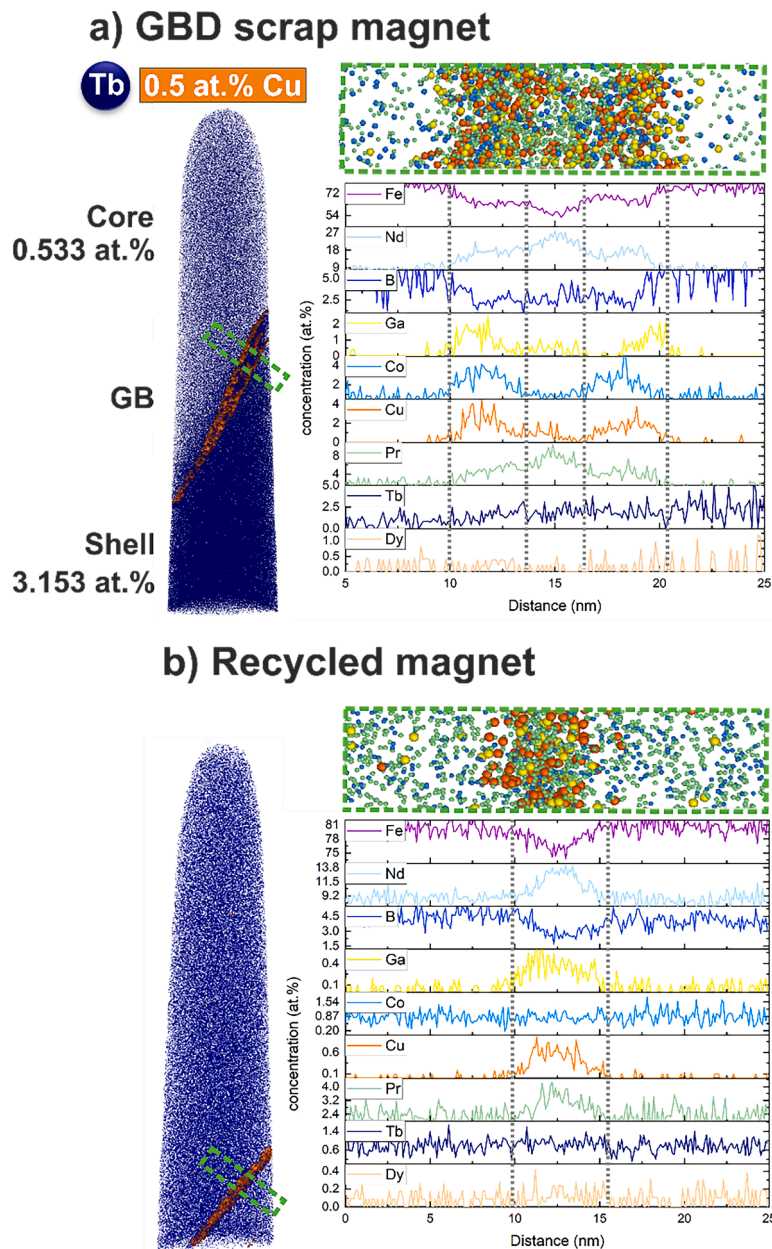 a) GBD scrap magnet
Tb 0.5 at.% Cu
Core
0.533 at.%
GB
Shell
3.153 at.%
concentration (at.%)
72
54
Fe
27
18
9
Nd
5.0
2.5
B
2
1
0
Ga
4
2
0
Co
4
2
0
Cu
8
4
Pr
5.0
2.5
0.0
Tb
1.0
0.5
0.0
Dy
5 10 15 20 25
Distance (nm)
b) Recycled magnet
concentration (at.%)
81
78
75
Fe
13.8
11.5
9.2
Nd
4.5
3.0
1.5
B
0.4
0.1
Ga
1.54
0.87
0.20
Co
0.6
0.1
Cu
4.0
3.2
2.4
Pr
1.4
0.6
Tb
0.4
0.2
0.0
Dy
0 5 10 15 20 25
Distance (nm)